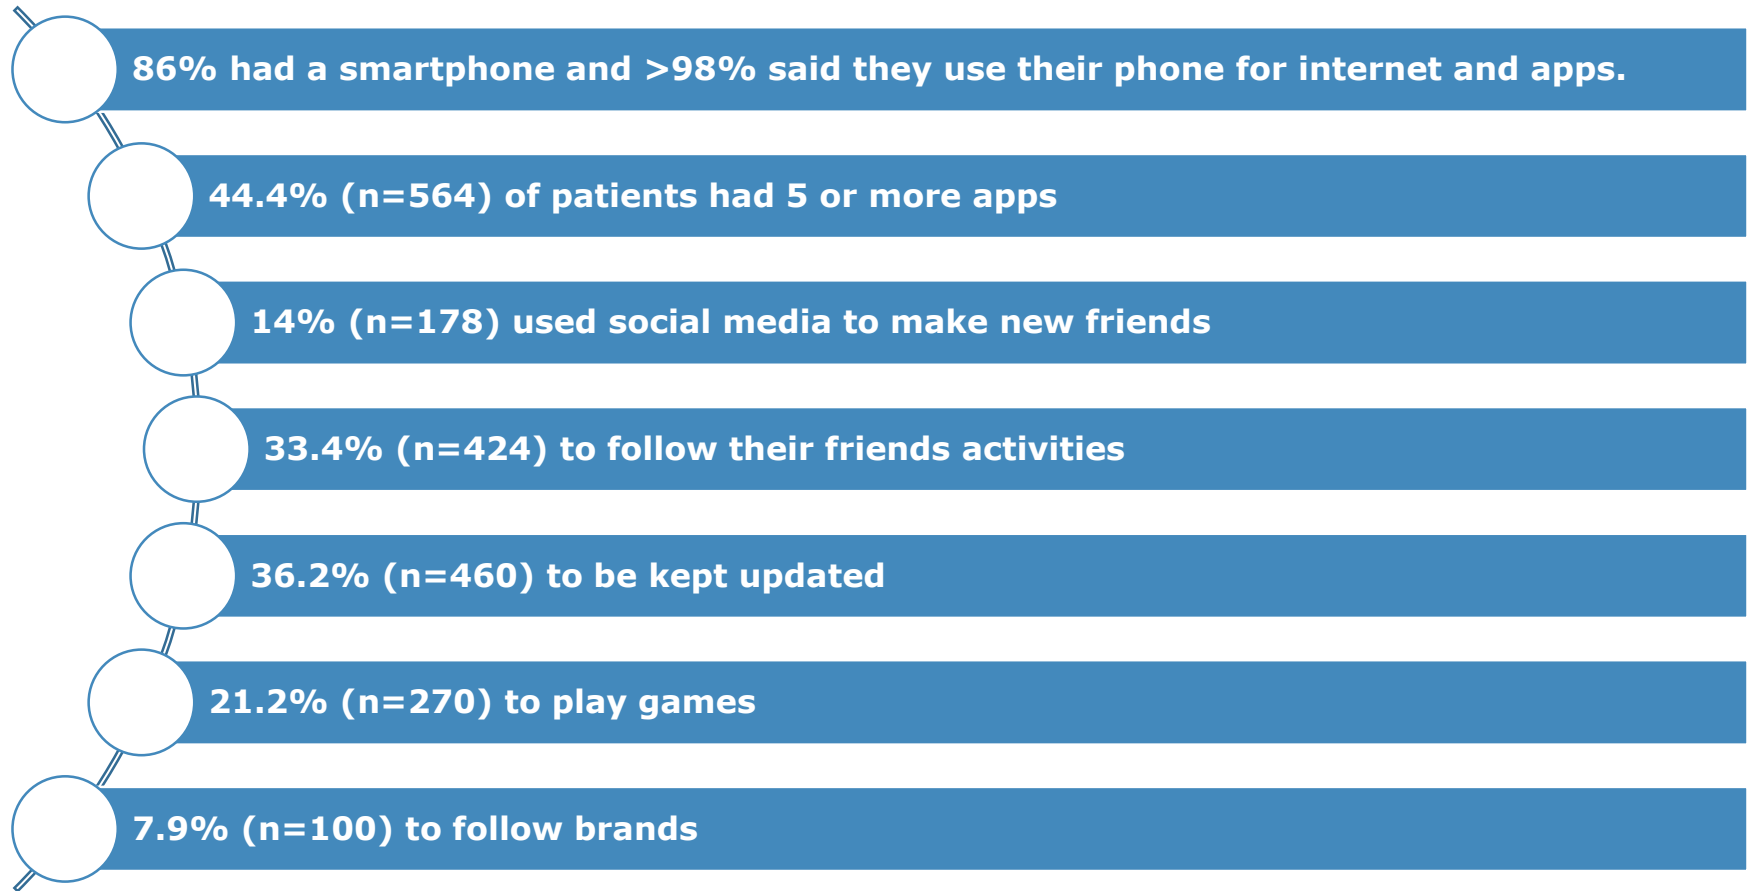 86% had a smartphone and >98% said they use their phone for internet and apps.
44.4% (n=564) of patients had 5 or more apps
14% (n=178) used social media to make new friends
33.4% (n=424) to follow their friends activities
36.2% (n=460) to be kept updated
21.2% (n=270) to play games
7.9% (n=100) to follow brands